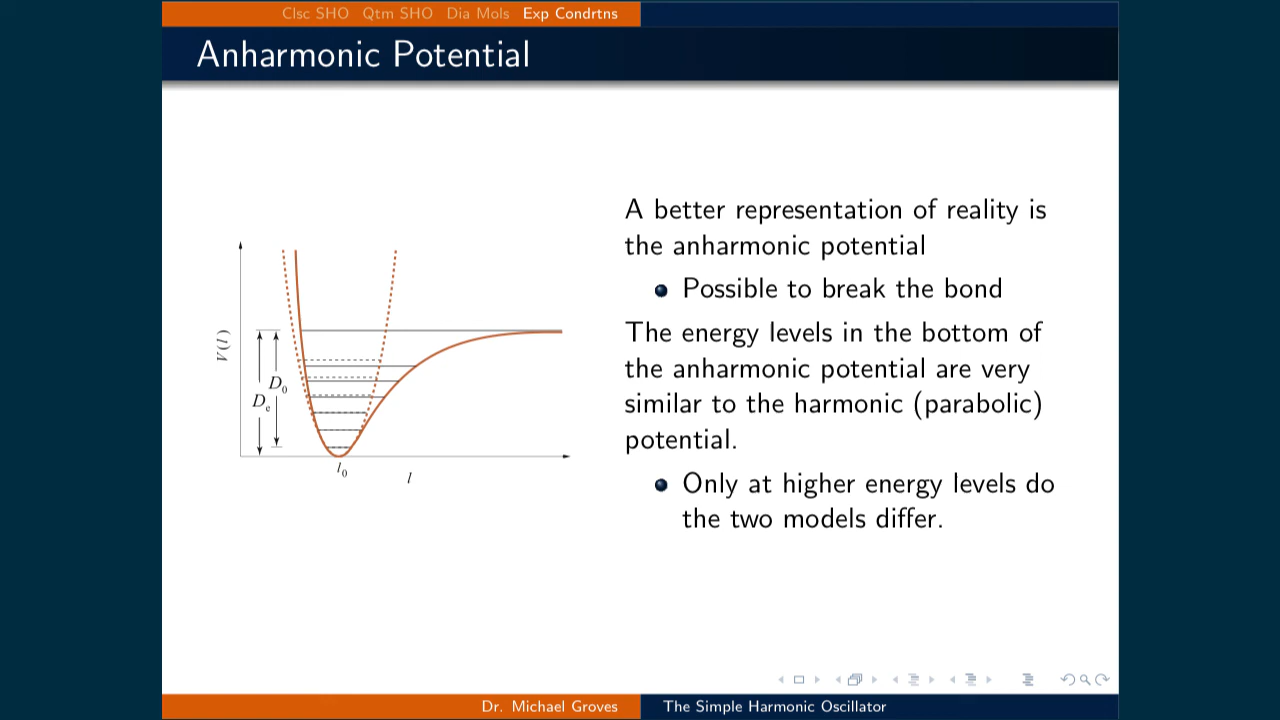 Clsc SHO Qtm SHO Dia Mols Exp Condrtns
Anharmonic Potential
V(l)
D0
De
l0
l
A better representation of reality is
the anharmonic potential
Possible to break the bond
The energy levels in the bottom of
the anharmonic potential are very
similar to the harmonic (parabolic)
potential.
Only at higher energy levels do
the two models differ.
Dr. Michael Groves
The Simple Harmonic Oscillator